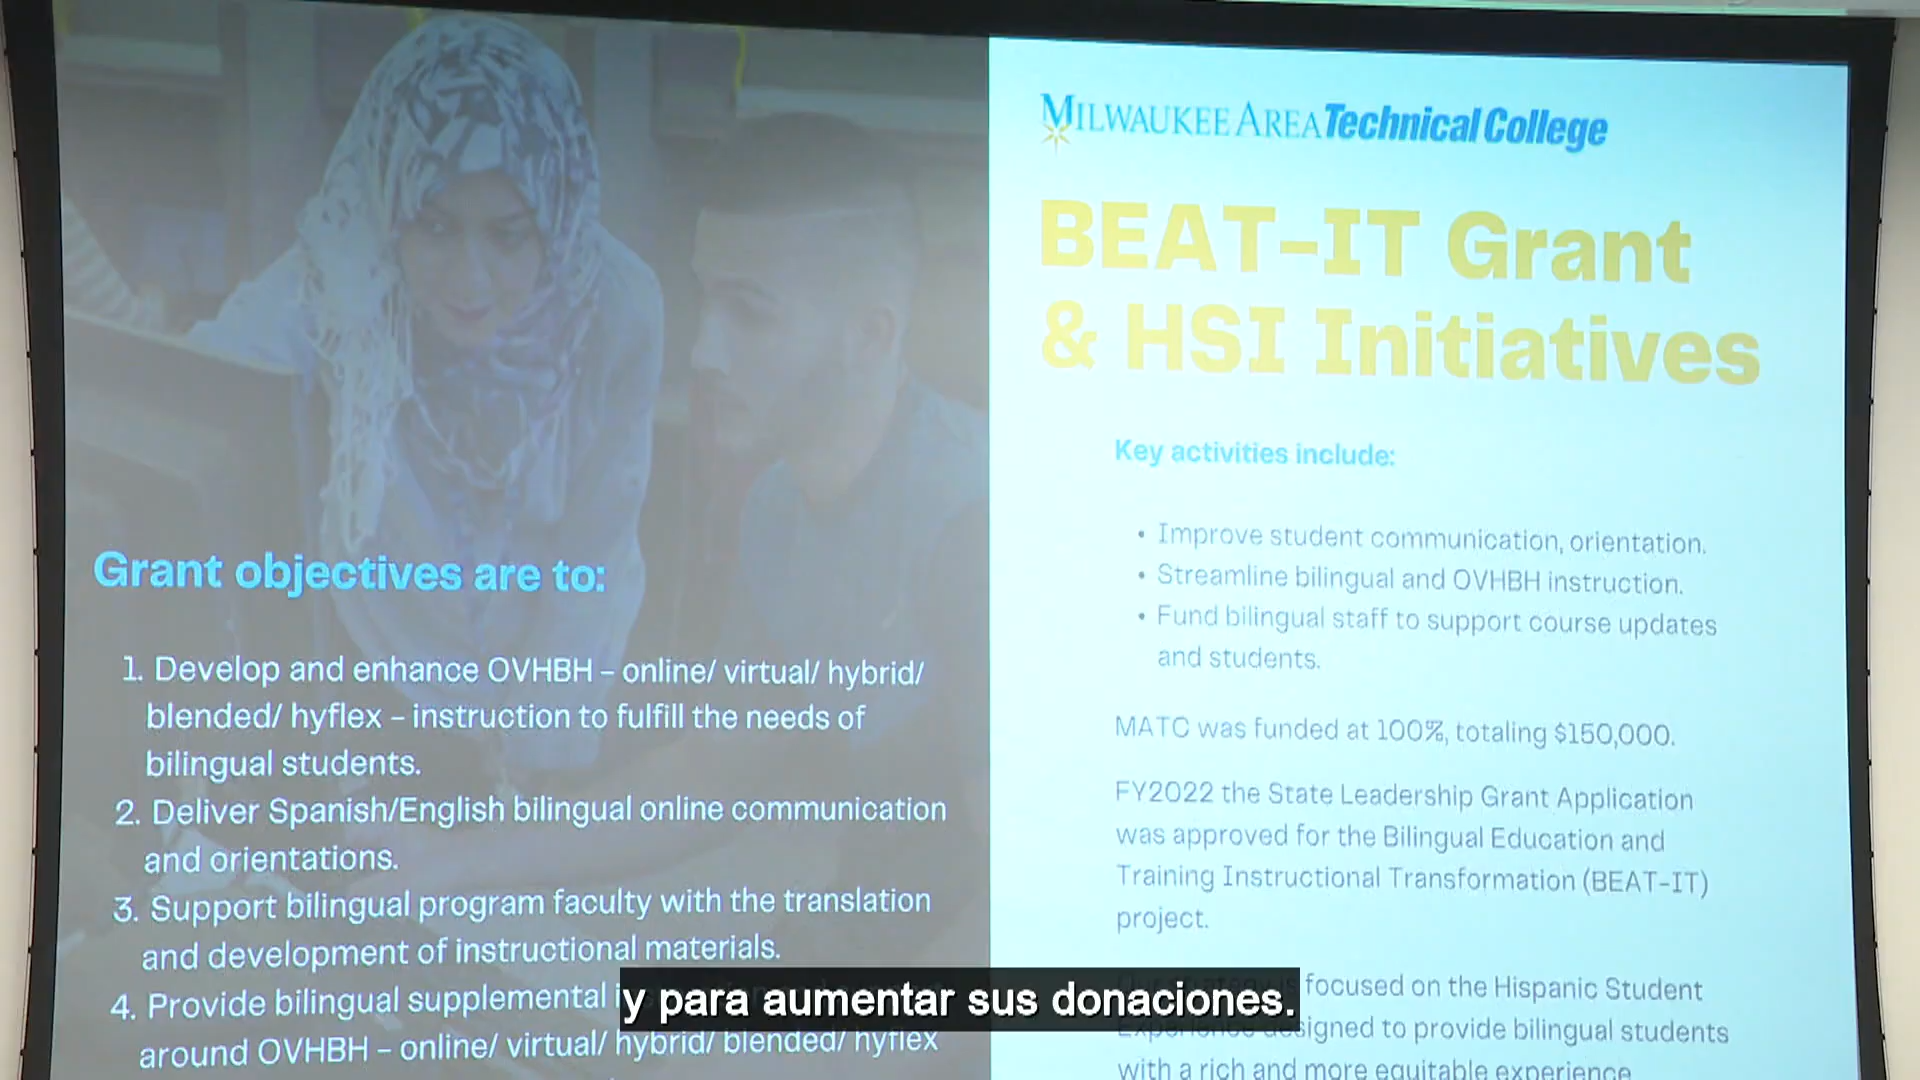 Grant objectives are to:
1. Develop and enhance OVHBH – online/ virtual/ hybrid/
blended/ hyflex – instruction to fulfill the needs of
bilingual students.
2. Deliver Spanish/English bilingual online communication
and orientations.
3. Support bilingual program faculty with the translation
and development of instructional materials.
4. Provide bilingual supplemental
around OVHBH – online/ virtual/ hybrid/ blended/ hyflex
MILWAUKEE AREA Technical College
BEAT-IT Grant
& HSI Initiatives
Key activities include:
• Improve student communication, orientation.
• Streamline bilingual and OVHBH instruction.
• Fund bilingual staff to support course updates
and students.
MATC was funded at 100%, totaling $150,000.
FY2022 the State Leadership Grant Application
was approved for the Bilingual Education and
Training Instructional Transformation (BEAT-IT)
project.
focused on the Hispanic Student
Experience designed to provide bilingual students
with a rich and more equitable experience
y para aumentar sus donaciones.